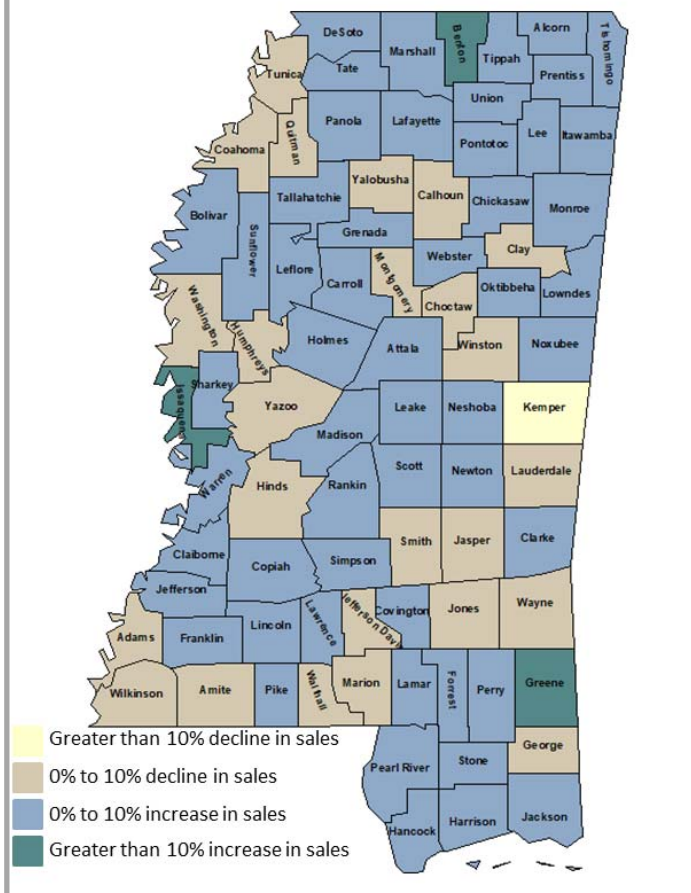 DeSoto
Marshall
Benton
Tippah
Alcorn
Tishomingo
Tunica
Tate
Prentiss
Union
Panola
Lafayette
Quitman
Coahoma
Pontotoc
Lee
Itawamba
Yalobusha
Tallahatchie
Calhoun
Chickasaw
Monroe
Bolivar
Sunflower
Grenada
Leflore
Carroll
Montgomery
Webster
Clay
Choctaw
Oktibbeha
Lowndes
Washington
Humphreys
Holmes
Attala
Winston
Noxubee
Issaquena
Sharkey
Yazoo
Leake
Neshoba
Kemper
Madison
Warren
Hinds
Rankin
Scott
Newton
Lauderdale
Claiborne
Copiah
Simpson
Smith
Jasper
Clarke
Jefferson
Adams
Franklin
Lincoln
Lawrence
Jefferson Davis
Covington
Jones
Wayne
Wilkinson
Amite
Pike
Walthall
Marion
Lamar
Forrest
Perry
Greene
Greater than 10% decline in sales
0% to 10% decline in sales
0% to 10% increase in sales
Greater than 10% increase in sales
George
Pearl River
Stone
Hancock
Harrison
Jackson